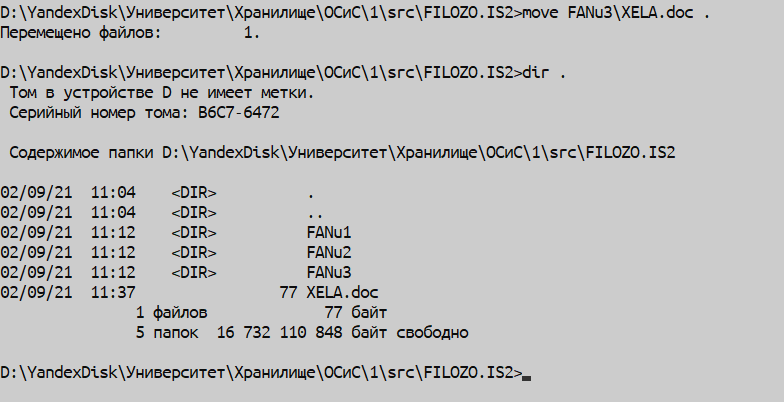 D:\YandexDisk\Университет\Хранилище\ОСиС\1\src\FILOZO.IS2>move FANu3\XELA.doc .
Перемещено файлов:         1.
D:\YandexDisk\Университет\Хранилище\ОСиС\1\src\FILOZO.IS2>dir .
 Том в устройстве D не имеет метки.
 Серийный номер тома: B6C7-6472
 Содержимое папки D:\YandexDisk\Университет\Хранилище\ОСиС\1\src\FILOZO.IS2
02/09/21  11:04    <DIR>          .
02/09/21  11:04    <DIR>          ..
02/09/21  11:12    <DIR>          FANu1
02/09/21  11:12    <DIR>          FANu2
02/09/21  11:12    <DIR>          FANu3
02/09/21  11:37                77 XELA.doc
               1 файлов             77 байт
               5 папок  16 732 110 848 байт свободно
D:\YandexDisk\Университет\Хранилище\ОСиС\1\src\FILOZO.IS2>